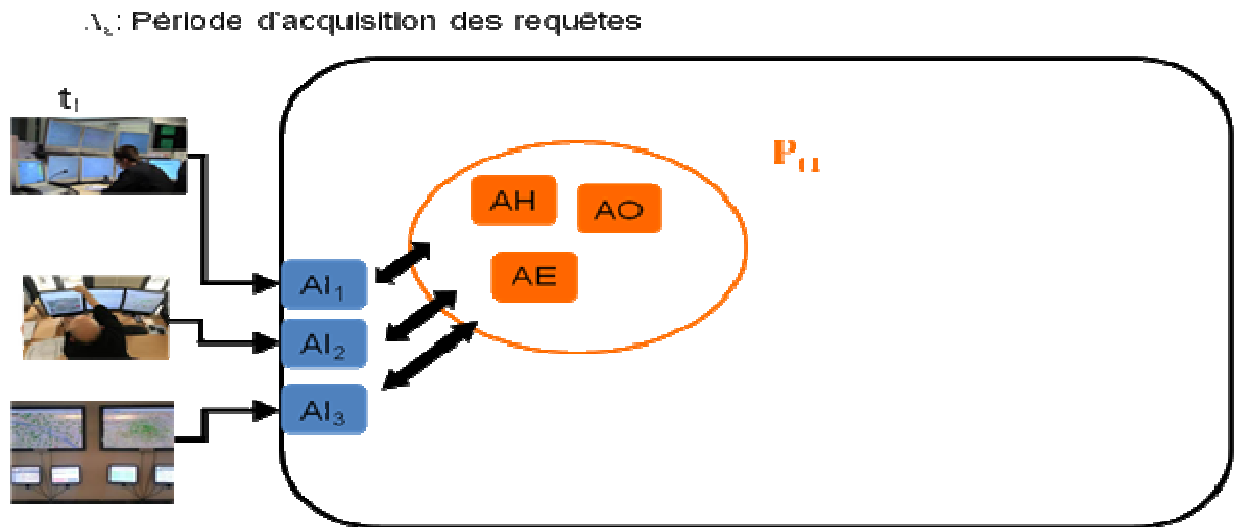 : Période d'acquisition des requêtes
t₁
P
AH
AO
AE
AI₁
AI₂
AI₃